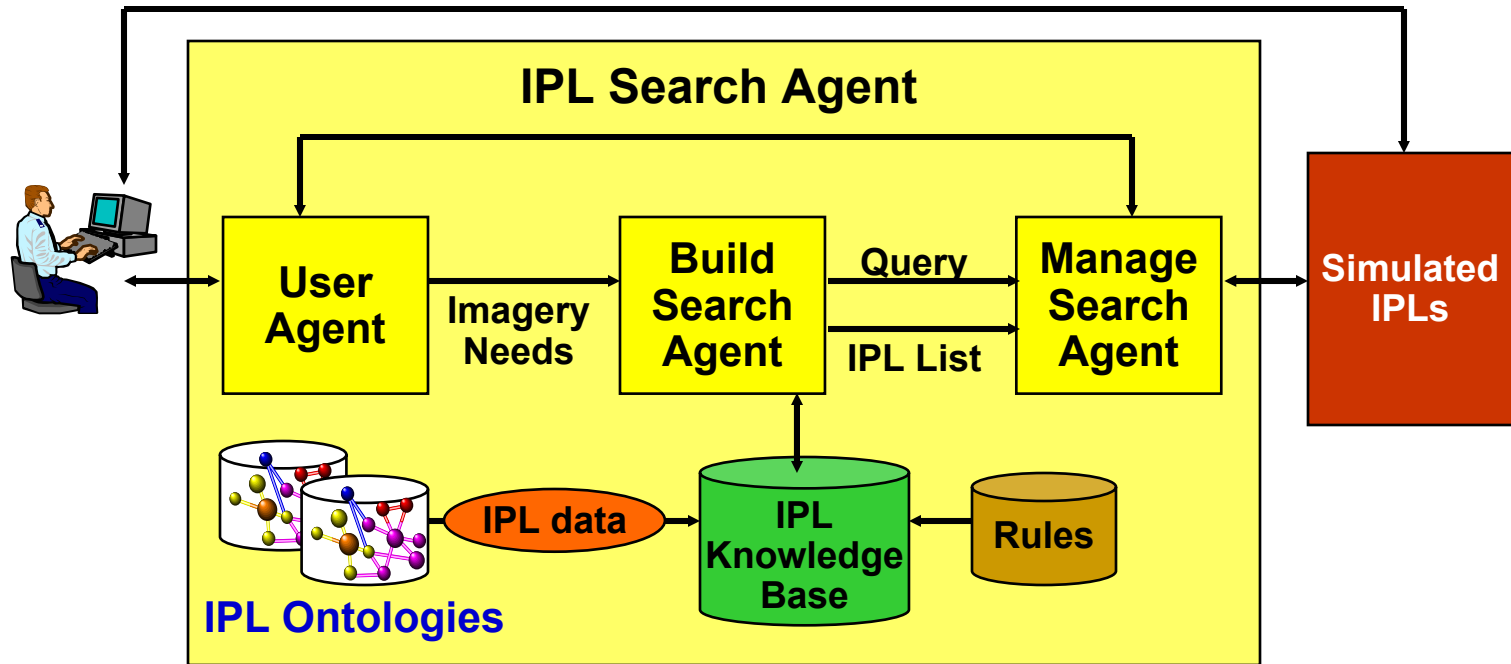 IPL Search Agent
User
Agent
Imagery
Needs
Build
Search
Agent
Query
IPL List
Manage
Search
Agent
Simulated
IPLs
IPL data
IPL
Knowledge
Base
Rules
IPL Ontologies